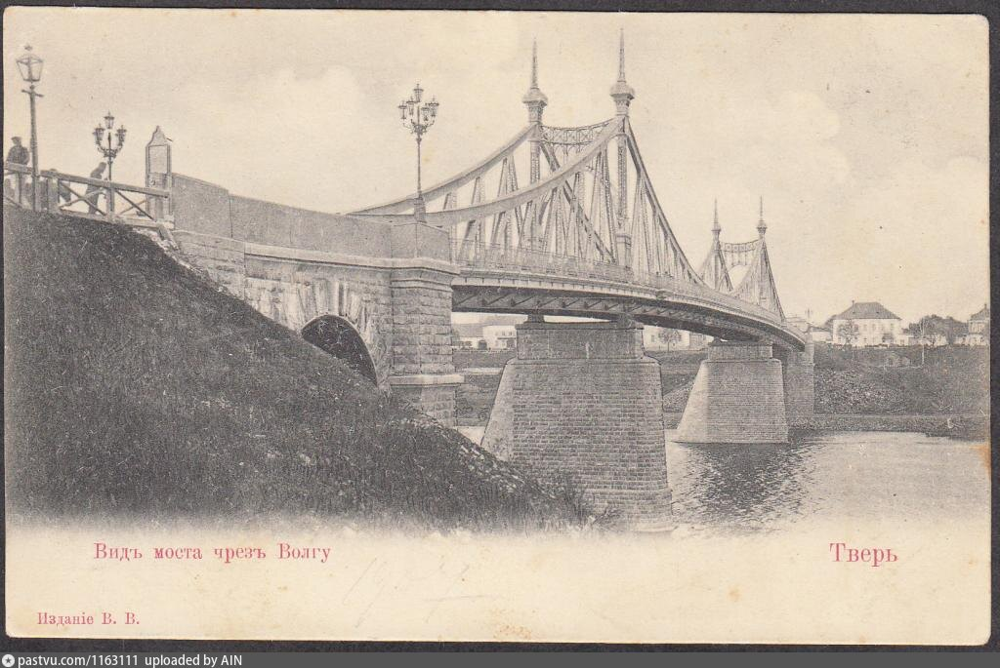 Видъ моста чрезъ Волгу
Тверь
Изданіе В. В.
pastvu.com/1163111 uploaded by AIN